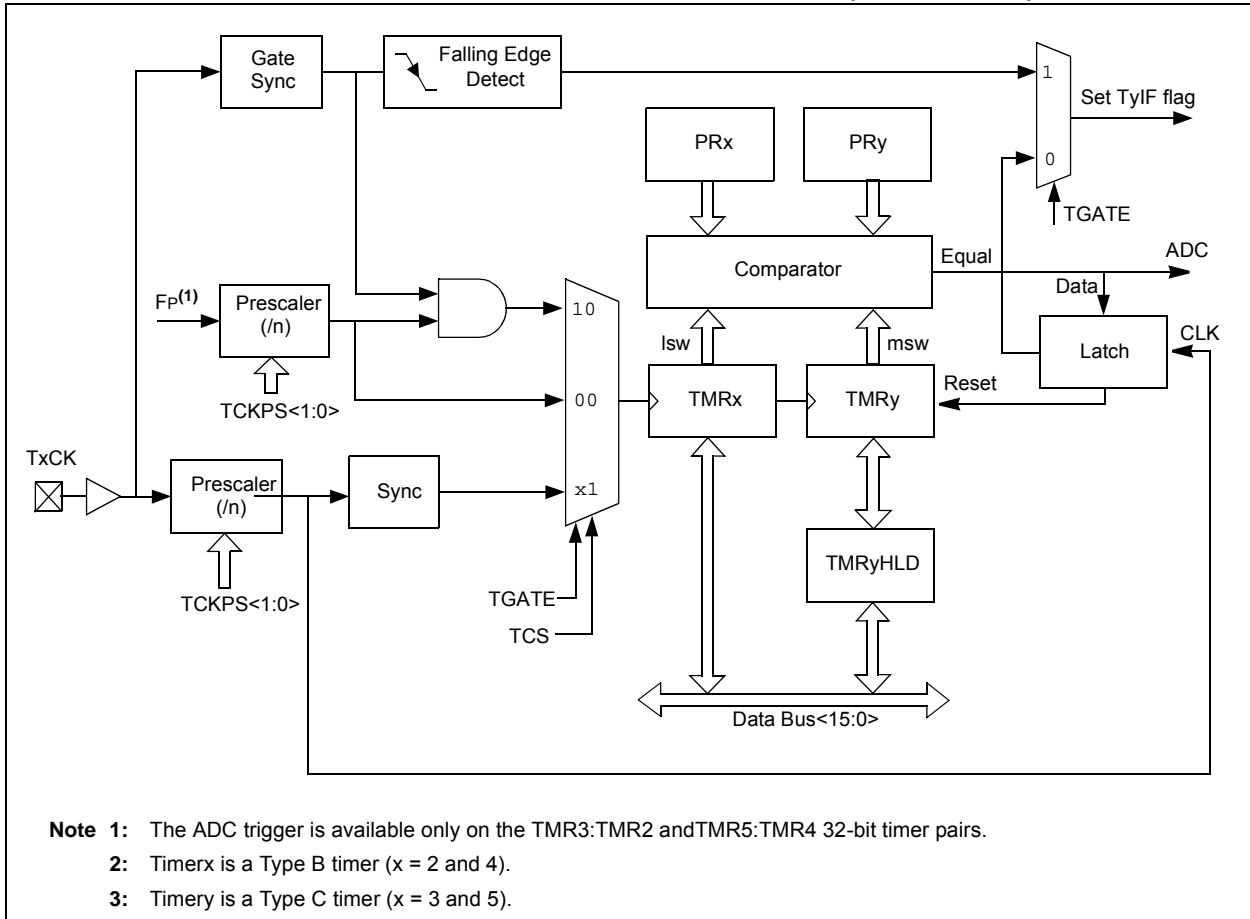 Gate
Sync
Falling Edge
Detect
1
Set TyIF flag
PRx
PRy
0
TGATE
Comparator
Equal
ADC
Data
FP(1)
Prescaler
(/n)
10
lsw
msw
Latch
CLK
TCKPS<1:0>
00
TMRx
TMRy
Reset
TxCK
Prescaler
(/n)
Sync
x1
TCKPS<1:0>
TMRyHLD
TGATE
TCS
Data Bus<15:0>
Note 1: The ADC trigger is available only on the TMR3:TMR2 andTMR5:TMR4 32-bit timer pairs.
2: Timerx is a Type B timer (x = 2 and 4).
3: Timery is a Type C timer (x = 3 and 5).